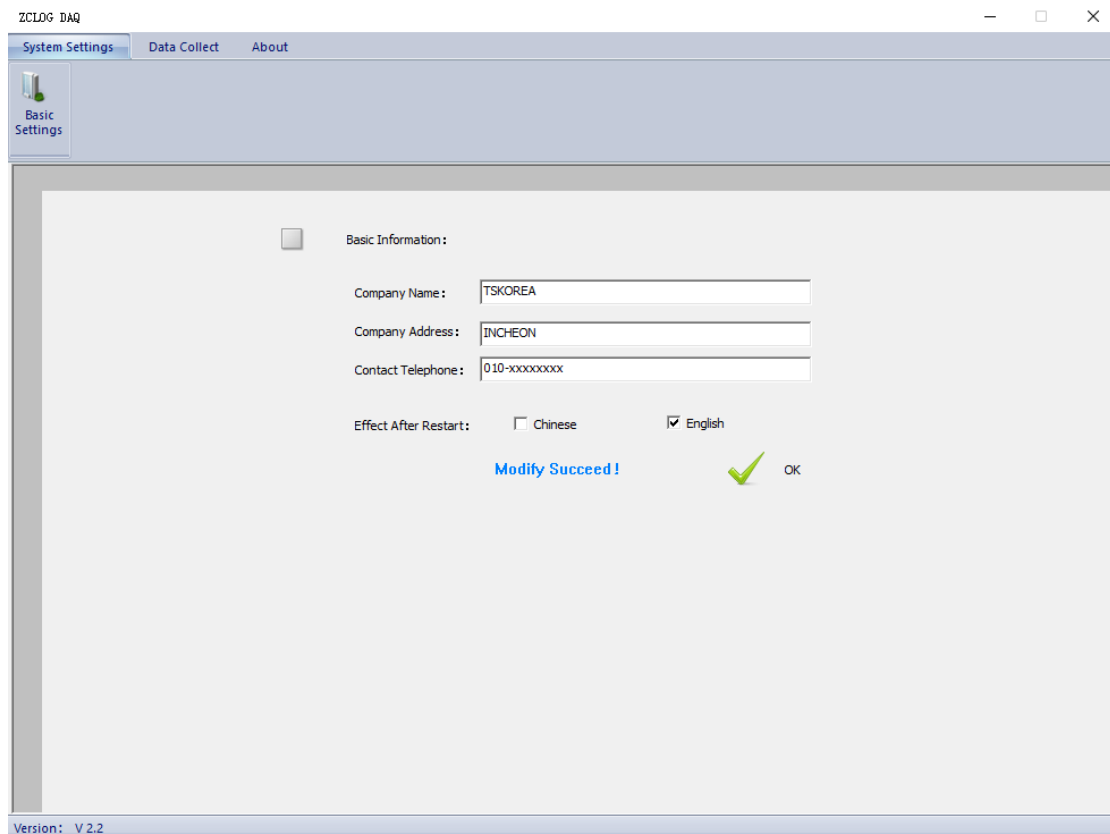 ZCLOG DAQ
System Settings Data Collect About
Basic
Settings
Basic Information:
Company Name: TSKOREA
Company Address: INCHEON
Contact Telephone: 010-xxxxxxxx
Effect After Restart: Chinese English
Modify Succeed! OK
Version: V 2.2